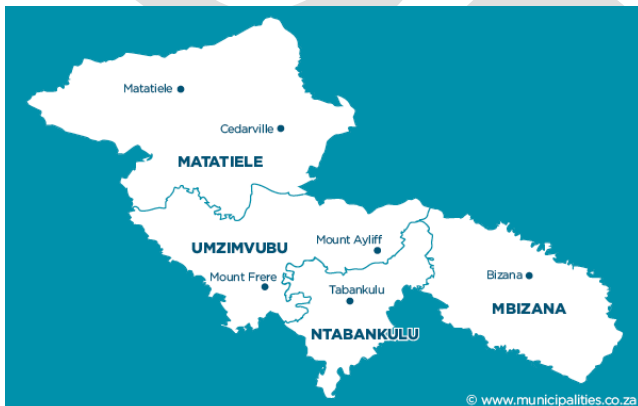 Matatiele
Cedarville
MATATIELE
UMZIMVUBU
Mount Ayliff
Mount Frere
Tabankulu
Bizana
MBIZANA
NTABANKULU
© www.municipalities.co.za